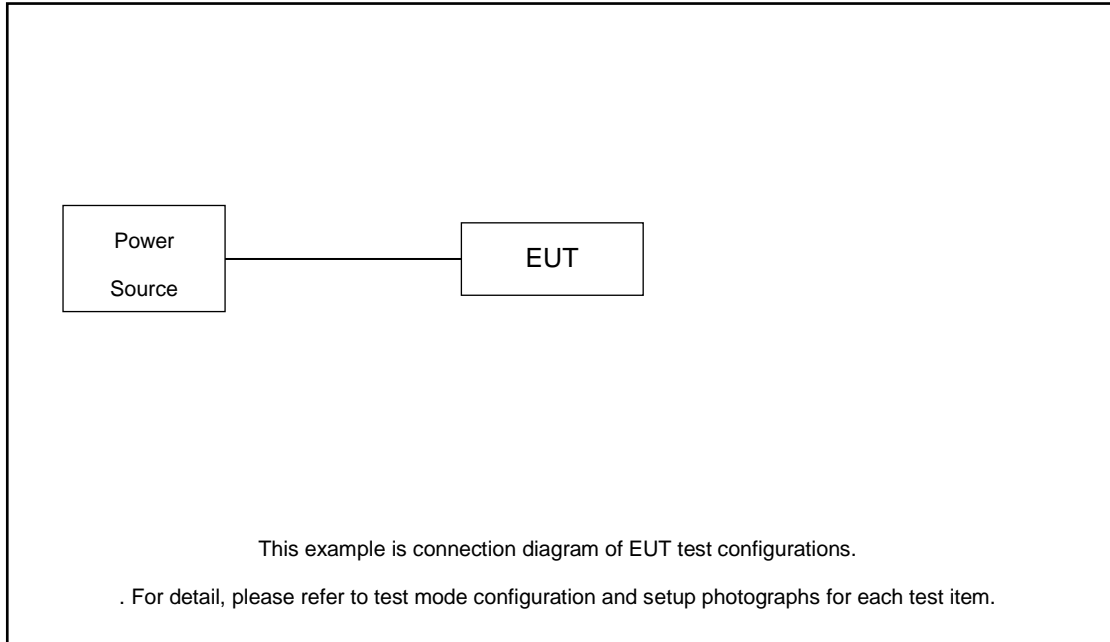 Power
Source
EUT
This example is connection diagram of EUT test configurations.
. For detail, please refer to test mode configuration and setup photographs for each test item.